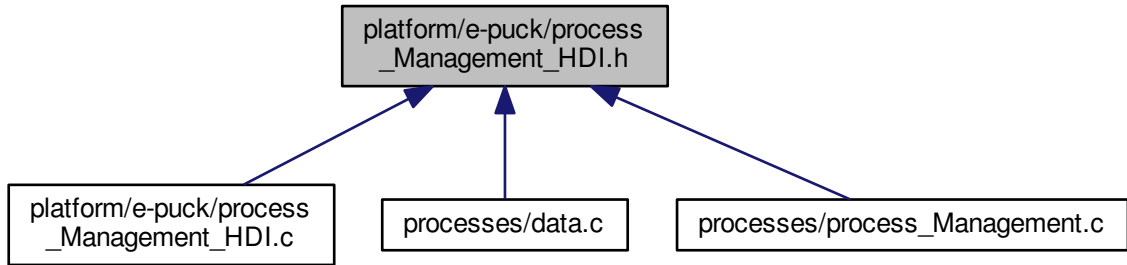 platform/e-puck/process
_Management_HDI.h
platform/e-puck/process
_Management_HDI.c
processes/data.c
processes/process_Management.c